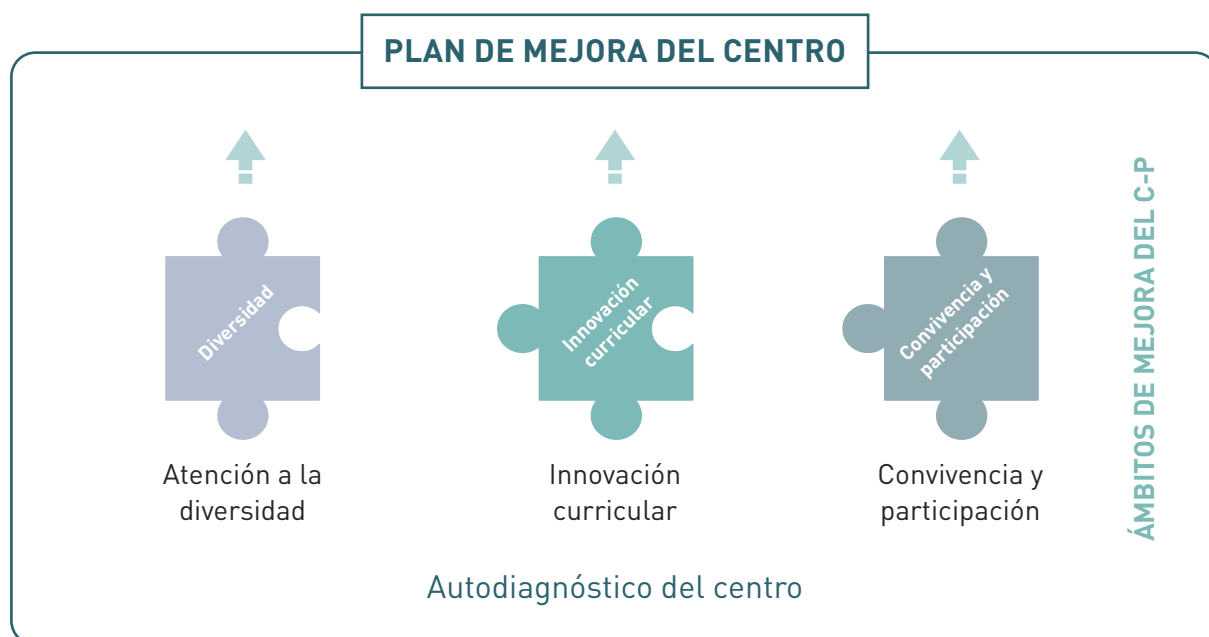 PLAN DE MEJORA DEL CENTRO
Diversidad
Innovación
curricular
Convivencia y
participación
Atención a la
diversidad
Innovación
curricular
Convivencia y
participación
ÁMBITOS DE MEJORA DEL C-P
Autodiagnóstico del centro